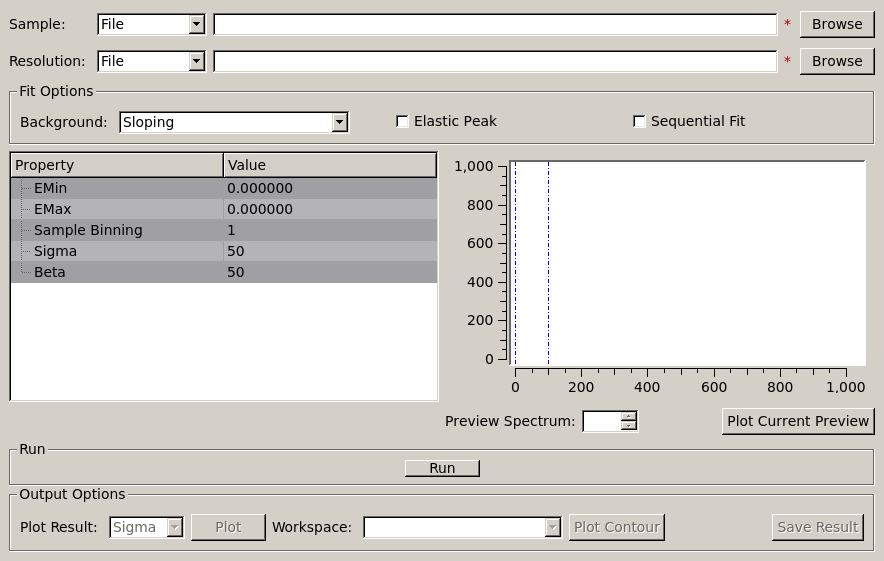 Sample: File * Browse
Resolution: File * Browse
Fit Options
Background: Sloping Elastic Peak Sequential Fit
Property Value
EMin 0.000000
EMax 0.000000
Sample Binning 1
Sigma 50
Beta 50
1,000
800
600
400
200
0
0 200 400 600 800 1,000
Preview Spectrum: Plot Current Preview
Run
Run
Output Options
Plot Result: Sigma Plot Workspace: Plot Contour Save Result